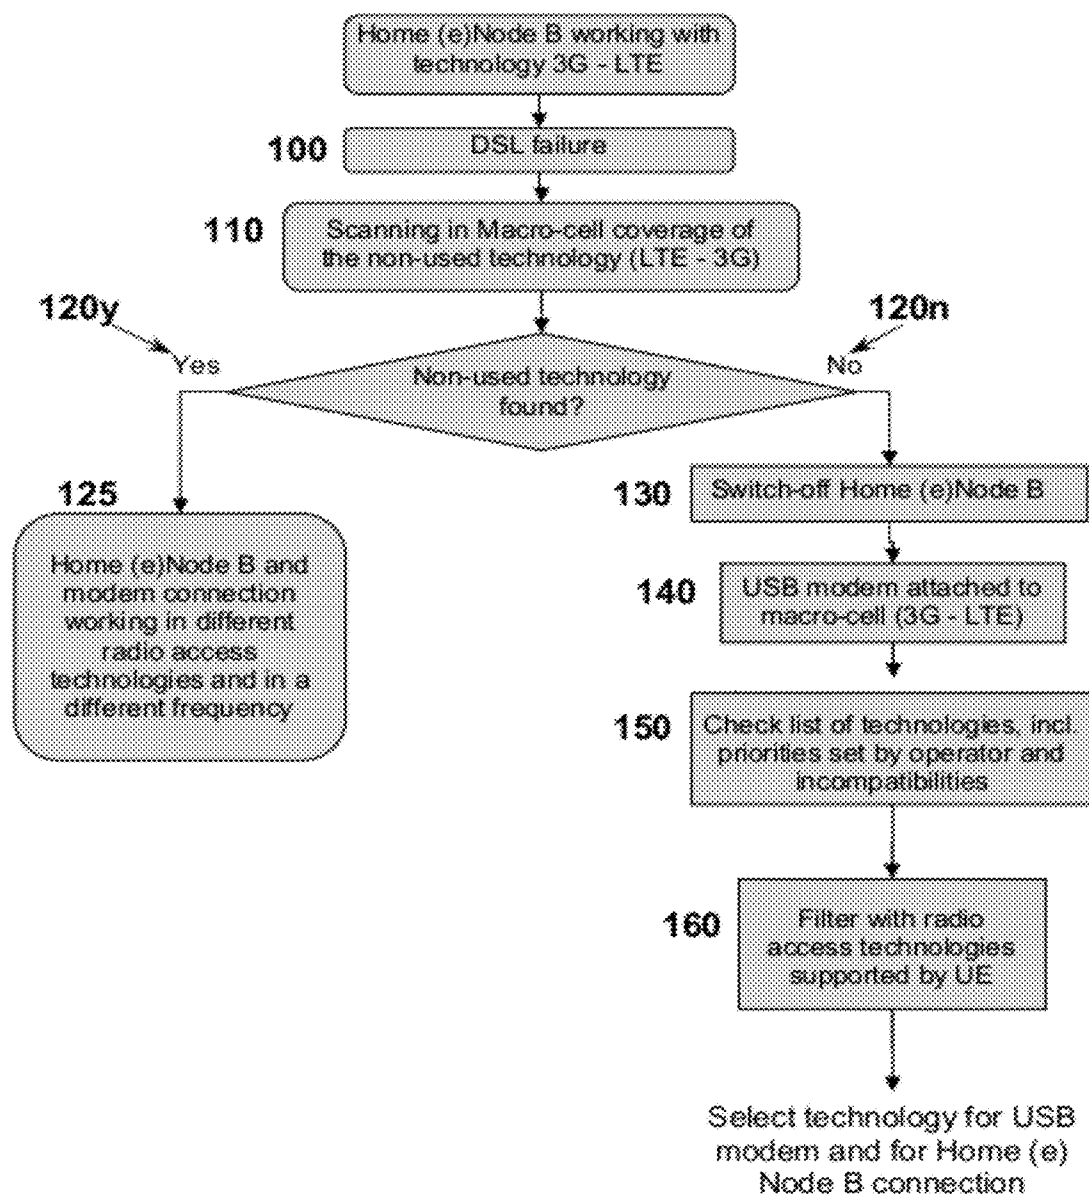 Home (e)Node B working with
technology 3G - LTE
100
DSL failure
110
Scanning in Macro-cell coverage of
the non-used technology (LTE - 3G)
120y
120n
Yes
No
Non-used technology
found?
125
Home (e)Node B and
modem connection
working in different
radio access
technologies and in a
different frequency
130
Switch-off Home (e)Node B
140
USB modem attached to
macro-cell (3G - LTE)
150
Check list of technologies, incl.
priorities set by operator and
incompatibilities
160
Filter with radio
access technologies
supported by UE
Select technology for USB
modem and for Home (e)
Node B connection